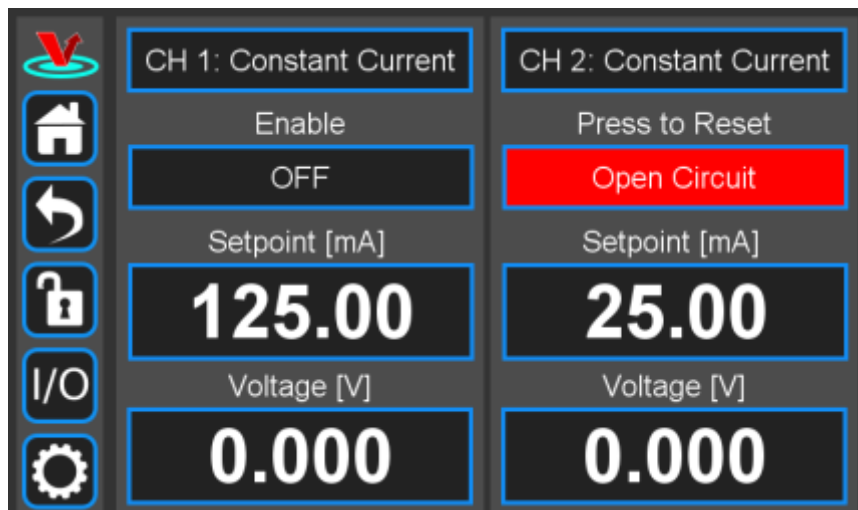 CH 1: Constant Current
Enable
OFF
Setpoint [mA]
125.00
Voltage [V]
0.000
CH 2: Constant Current
Press to Reset
Open Circuit
Setpoint [mA]
25.00
Voltage [V]
0.000
I/O